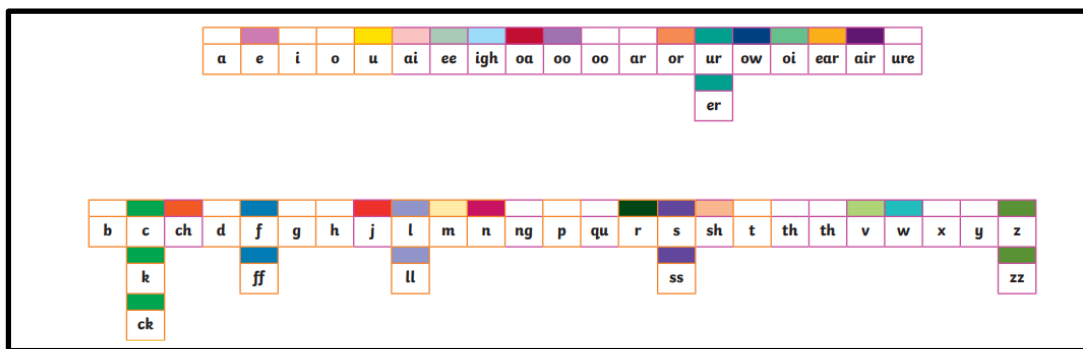 a e i o u ai ee igh oa oo oo ar or ur ow oi ear air ure
er
b c ch d f g h j l m n ng p qu r s sh t th th v w x y z
k ff ll ss zz
ck